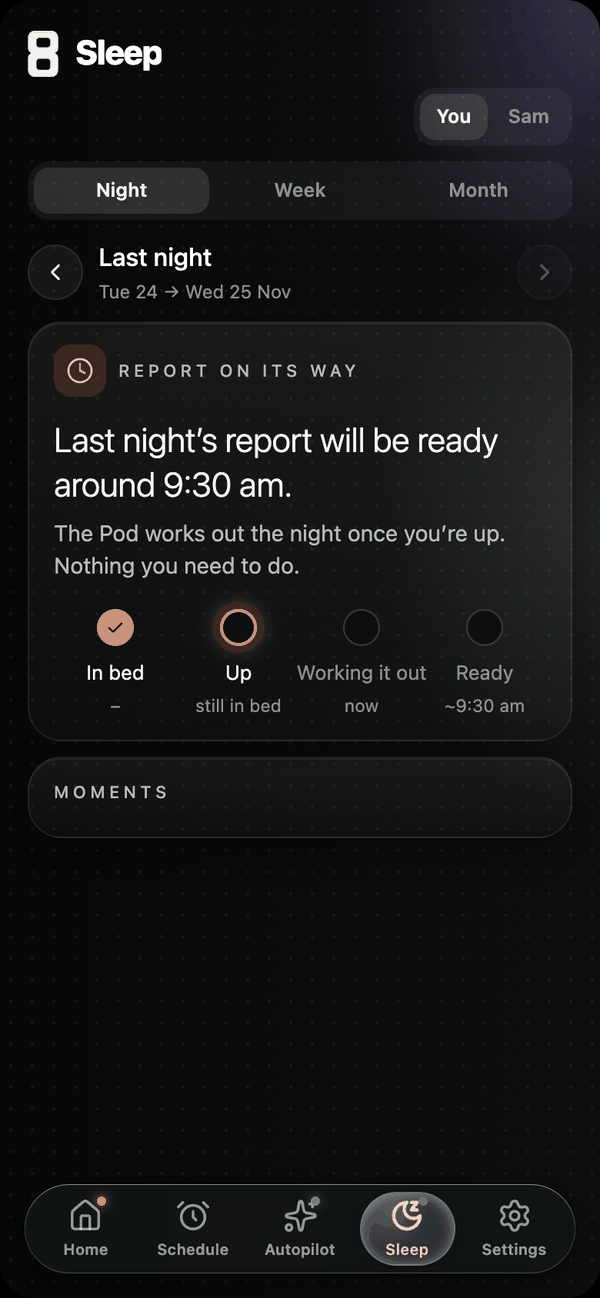 8 Sleep
You Sam
Night Week Month
Last night
Tue 24 → Wed 25 Nov
REPORT ON ITS WAY
Last night’s report will be ready
around 9:30 am.
The Pod works out the night once you’re up.
Nothing you need to do.
In bed Up Working it out Ready
– still in bed now ~9:30 am
MOMENTS
Home Schedule Autopilot Sleep Settings